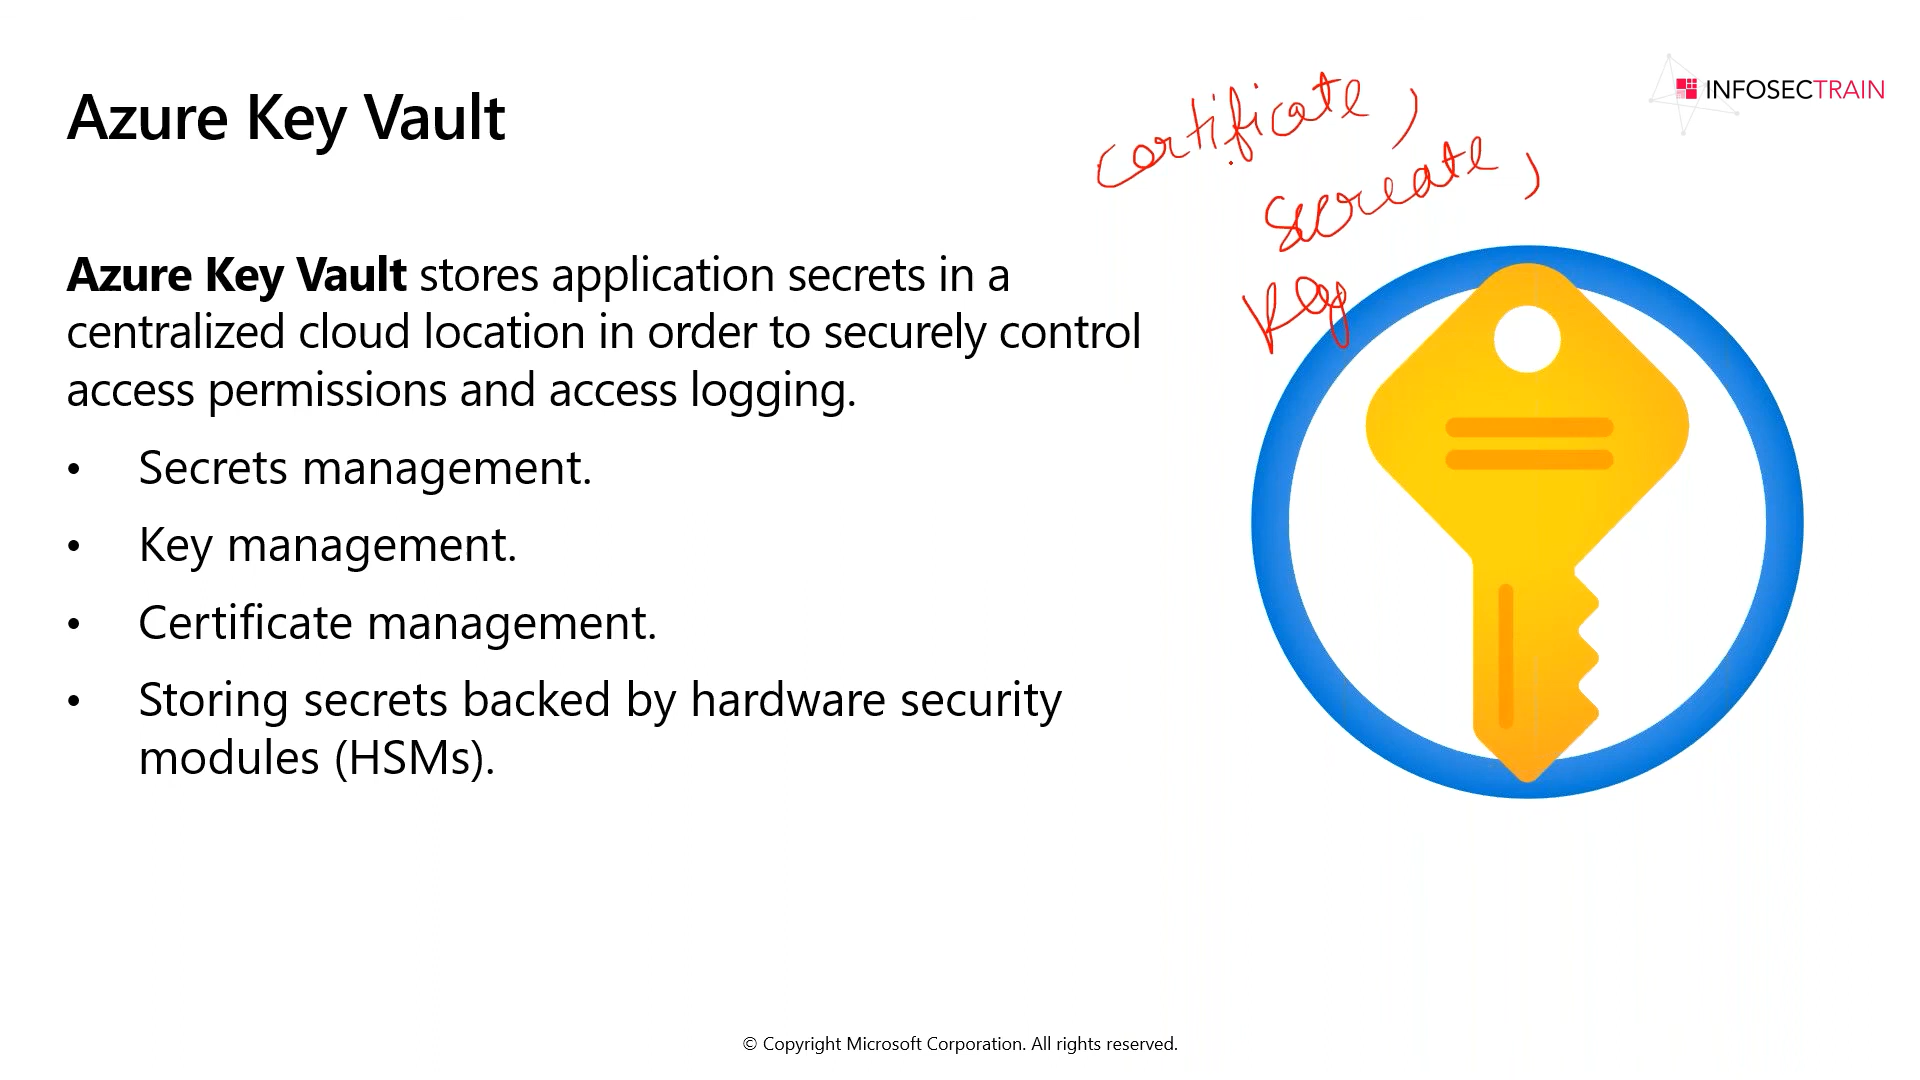 Azure Key Vault
certificate,
secreate,
key
INFOSECTRAIN
Azure Key Vault stores application secrets in a
centralized cloud location in order to securely control
access permissions and access logging.
• Secrets management.
• Key management.
• Certificate management.
• Storing secrets backed by hardware security
modules (HSMs).
© Copyright Microsoft Corporation. All rights reserved.